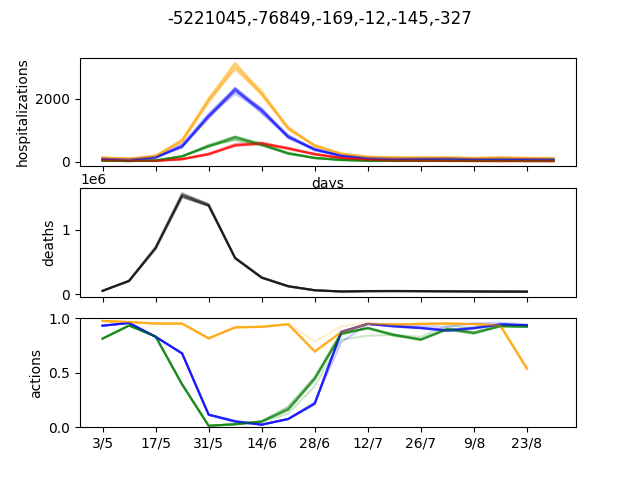 -5221045,-76849,-169,-12,-145,-327
hospitalizations
2000
0
days
1e6
deaths
1
0
actions
1.0
0.5
0.0
3/5 17/5 31/5 14/6 28/6 12/7 26/7 9/8 23/8